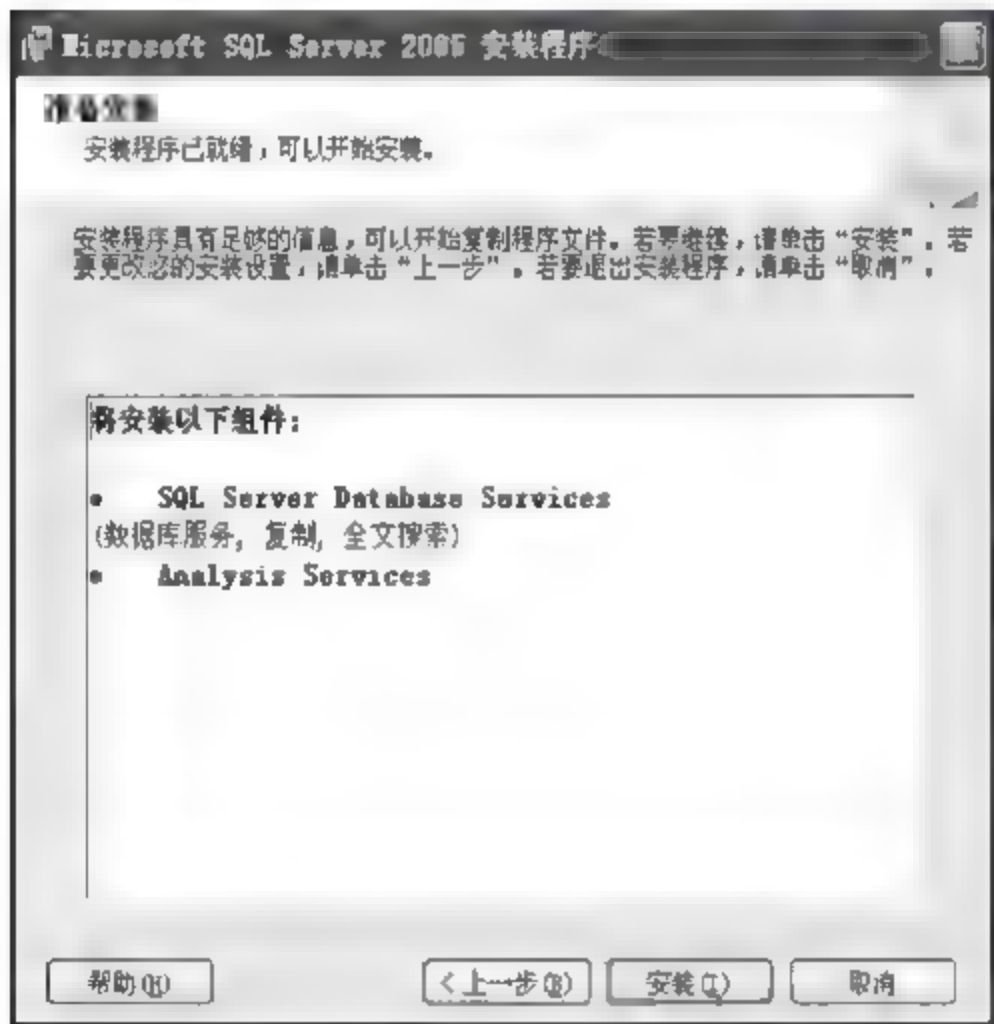 Microsoft SQL Server 2005 安装程序
准备安装
安装程序已就绪，可以开始安装。
安装程序具有足够的信息，可以开始复制程序文件。若要继续，请单击“安装”。若
要更改您的安装设置，请单击“上一步”。若要退出安装程序，请单击“取消”。
将安装以下组件：
• SQL Server Database Services
(数据库服务, 复制, 全文搜索)
• Analysis Services
帮助(H) <上一步(B) 安装(I) 取消